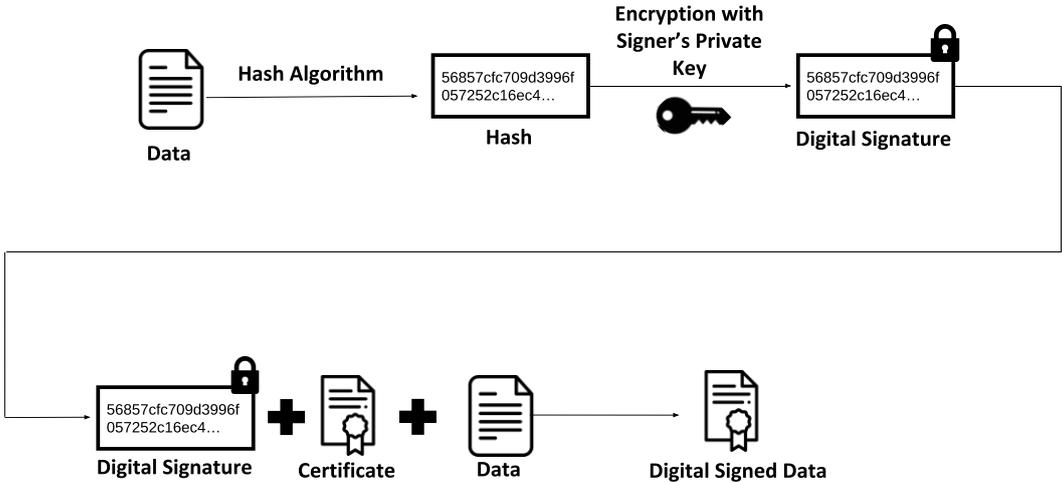 Encryption with
Signer's Private
Key
Hash Algorithm
56857cfc709d3996f
057252c16ec4...
56857cfc709d3996f
057252c16ec4...
Data
Hash
Digital Signature
56857cfc709d3996f
057252c16ec4...
Digital Signature
Certificate
Data
Digital Signed Data